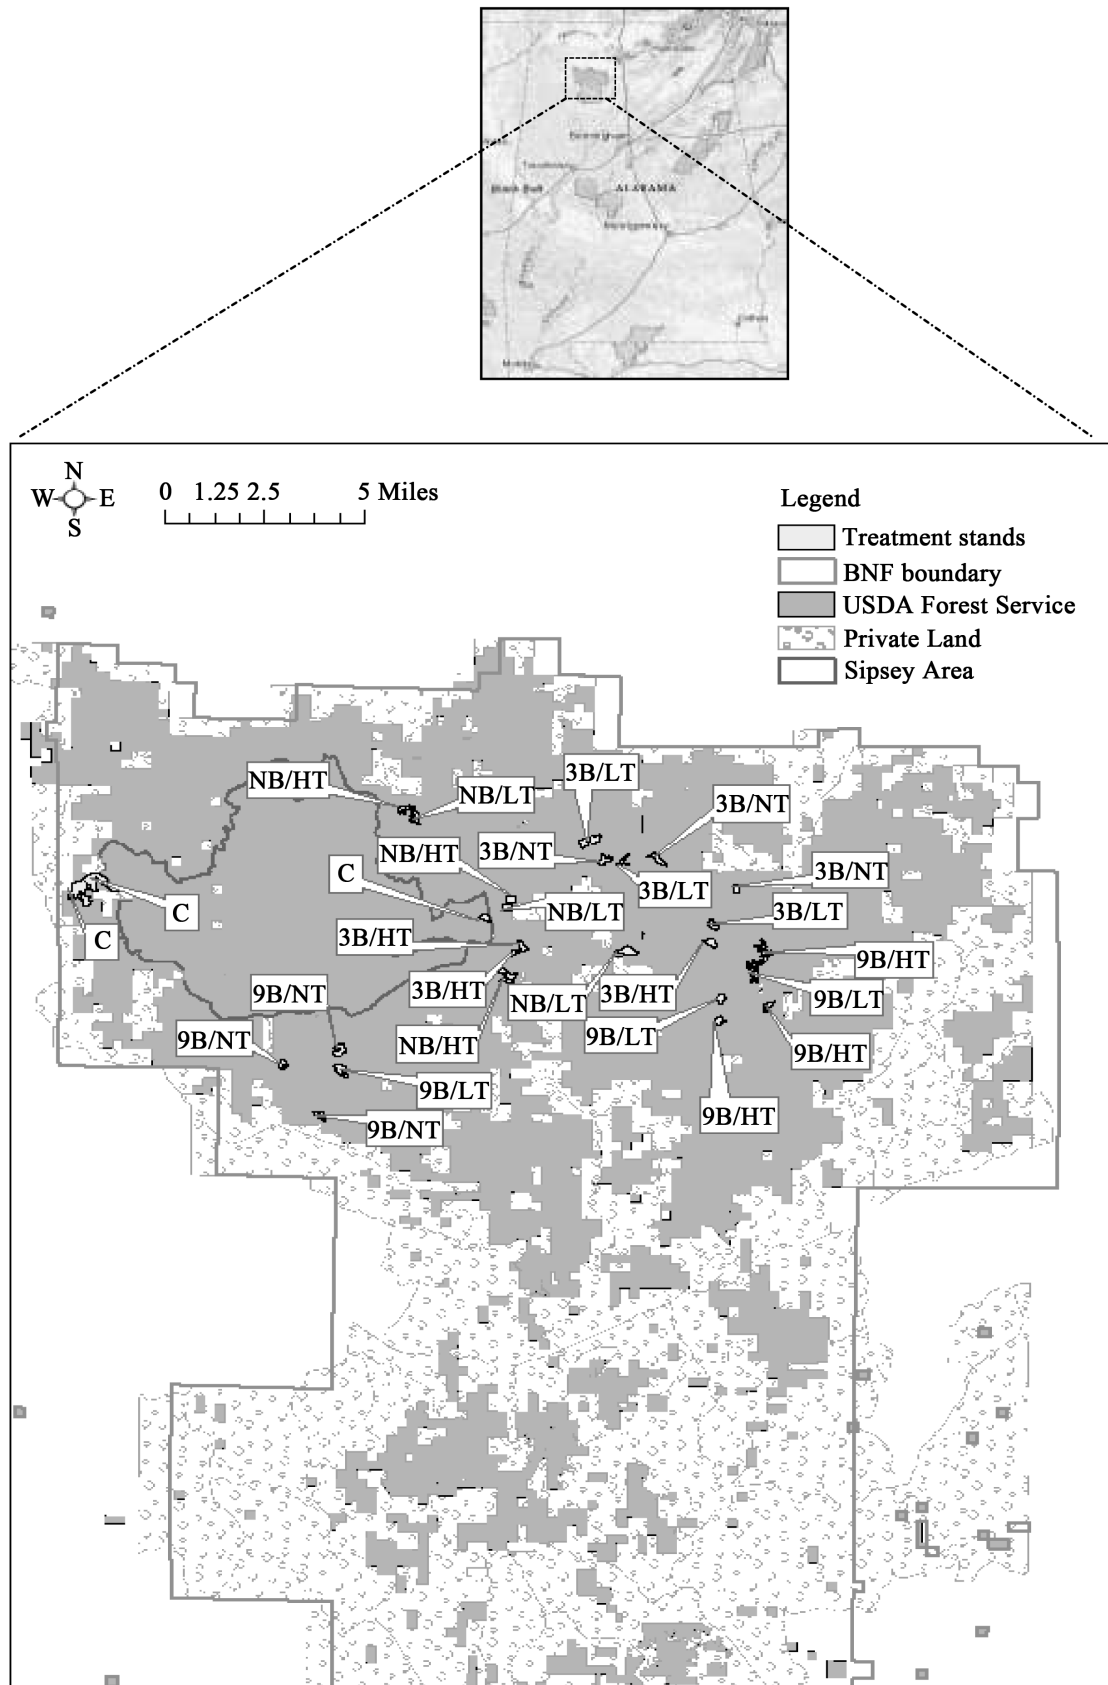 Birmingham
ALABAMA
Montgomery
N
W E
S
0 1.25 2.5 5 Miles
Legend
Treatment stands
BNF boundary
USDA Forest Service
Private Land
Sipsey Area
NB/HT
NB/LT
3B/LT
3B/NT
NB/HT
3B/NT
C
3B/LT
3B/NT
C
NB/LT
3B/LT
C
3B/HT
9B/HT
3B/HT
NB/LT
3B/HT
9B/LT
9B/NT
9B/NT
NB/HT
9B/LT
9B/HT
9B/LT
9B/HT
9B/NT